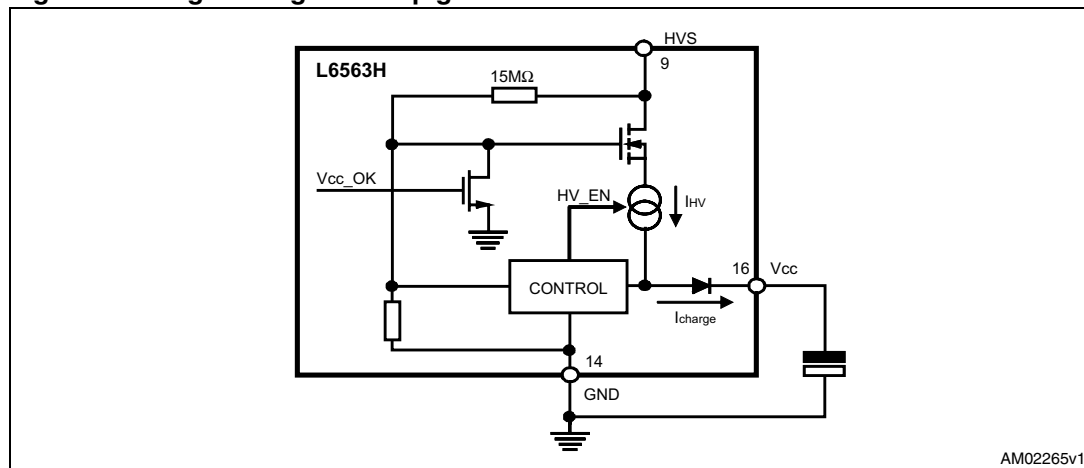 HVS
9
L6563H
15MΩ
Vcc_OK
HV_EN
IHV
16
Vcc
CONTROL
Icharge
14
GND
AM02265v1